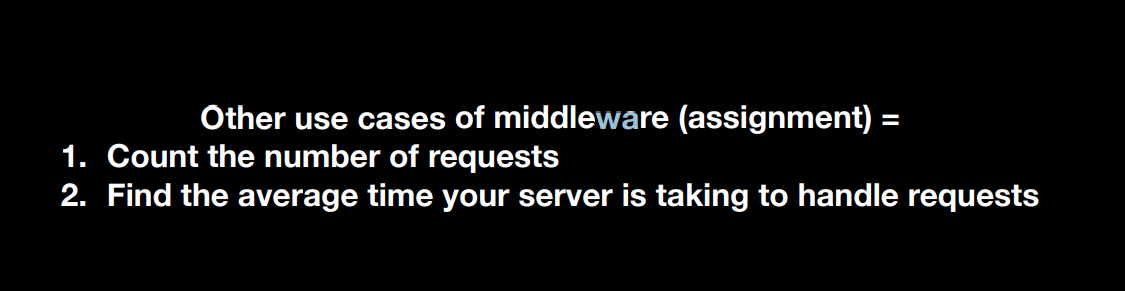 Other use cases of middleware (assignment) =
1. Count the number of requests
2. Find the average time your server is taking to handle requests